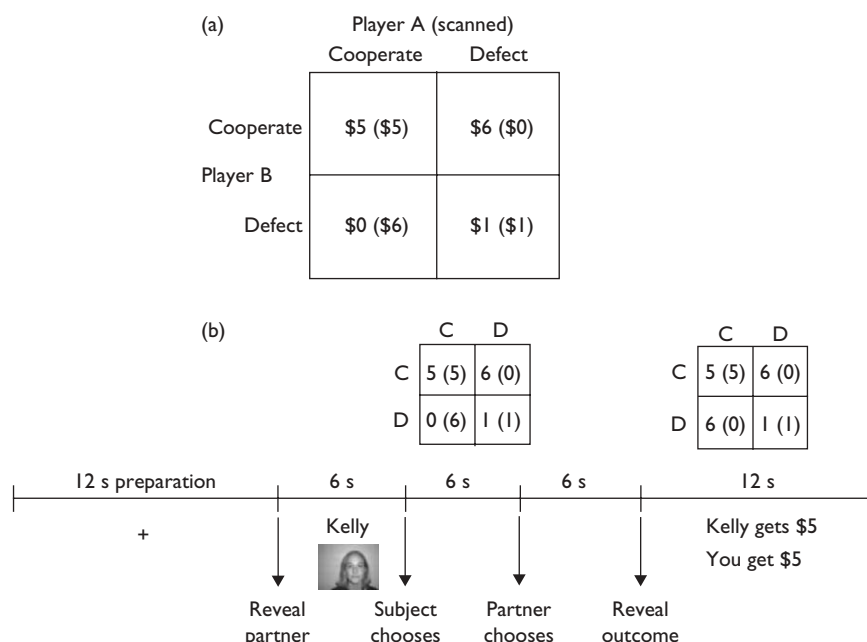 (a) Player A (scanned)
Cooperate Defect
Cooperate $5 ($5) $6 ($0)
Player B
Defect $0 ($6) $1 ($1)
(b) C D C D
C 5 (5) 6 (0) C 5 (5) 6 (0)
D 0 (6) 1 (1) D 6 (0) 1 (1)
12 s preparation 6 s 6 s 6 s 12 s
+ Kelly Kelly gets $5
You get $5
Reveal Subject Partner Reveal
partner chooses chooses outcome